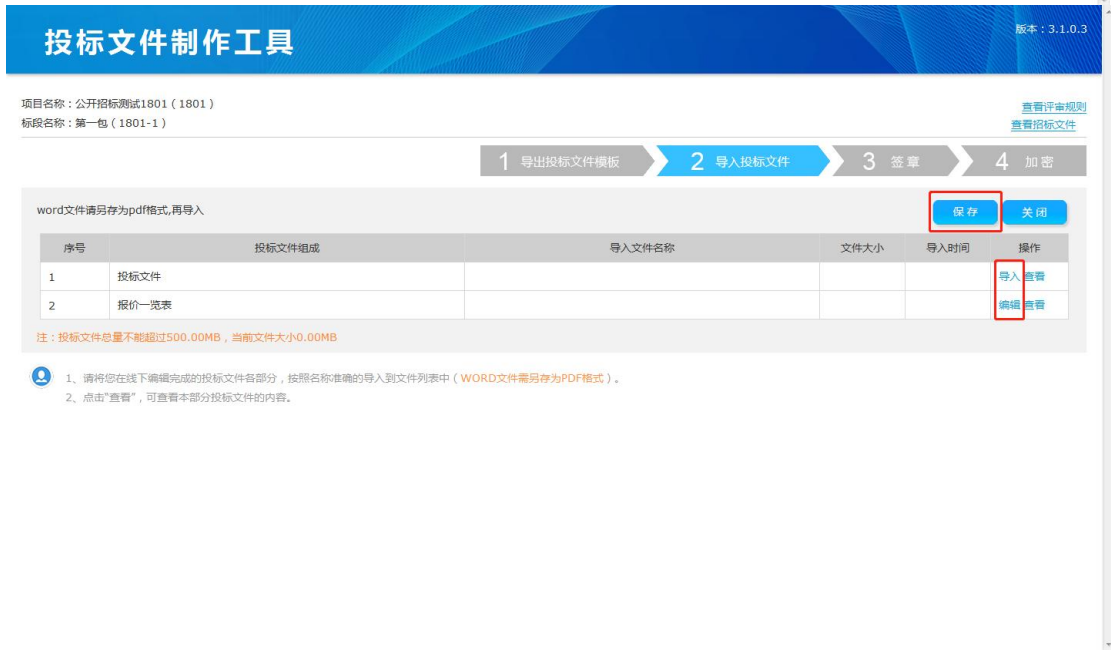 投标文件制作工具
版本：3.1.0.3
项目名称：公开招标测试1801（1801）
查看评审规则
标段名称：第一包（1801-1）
查看招标文件
1 导出投标文件模板 2 导入投标文件 3 签章 4 加密
word文件请另存为pdf格式,再导入 保存 关闭
序号 投标文件组成 导入文件名称 文件大小 导入时间 操作
1 投标文件 导入 查看
2 报价一览表 编辑 查看
注：投标文件总量不能超过500.00MB，当前文件大小0.00MB
1、请将您在线下编辑完成的投标文件各部分，按照名称准确的导入到文件列表中（WORD文件需另存为PDF格式）。
2、点击"查看"，可查看本部分投标文件的内容。